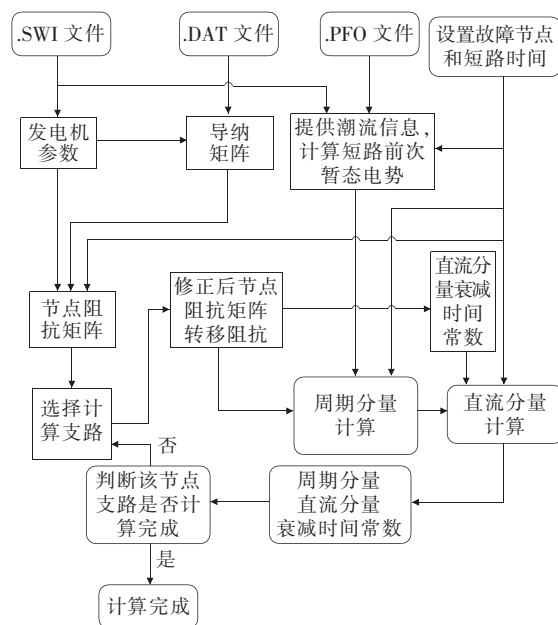 .SWI 文件
.DAT 文件
.PFO 文件
设置故障节点
和短路时间
发电机
参数
导纳
矩阵
提供潮流信息,
计算短路前次
暂态电势
节点阻
抗矩阵
修正后节点
阻抗矩阵
转移阻抗
直流分
量衰减
时间
常数
选择计
算支路
周期分量
计算
直流分量
计算
否
判断该节点
支路是否计
算完成
周期分量
直流分量
衰减时间常数
是
计算完成